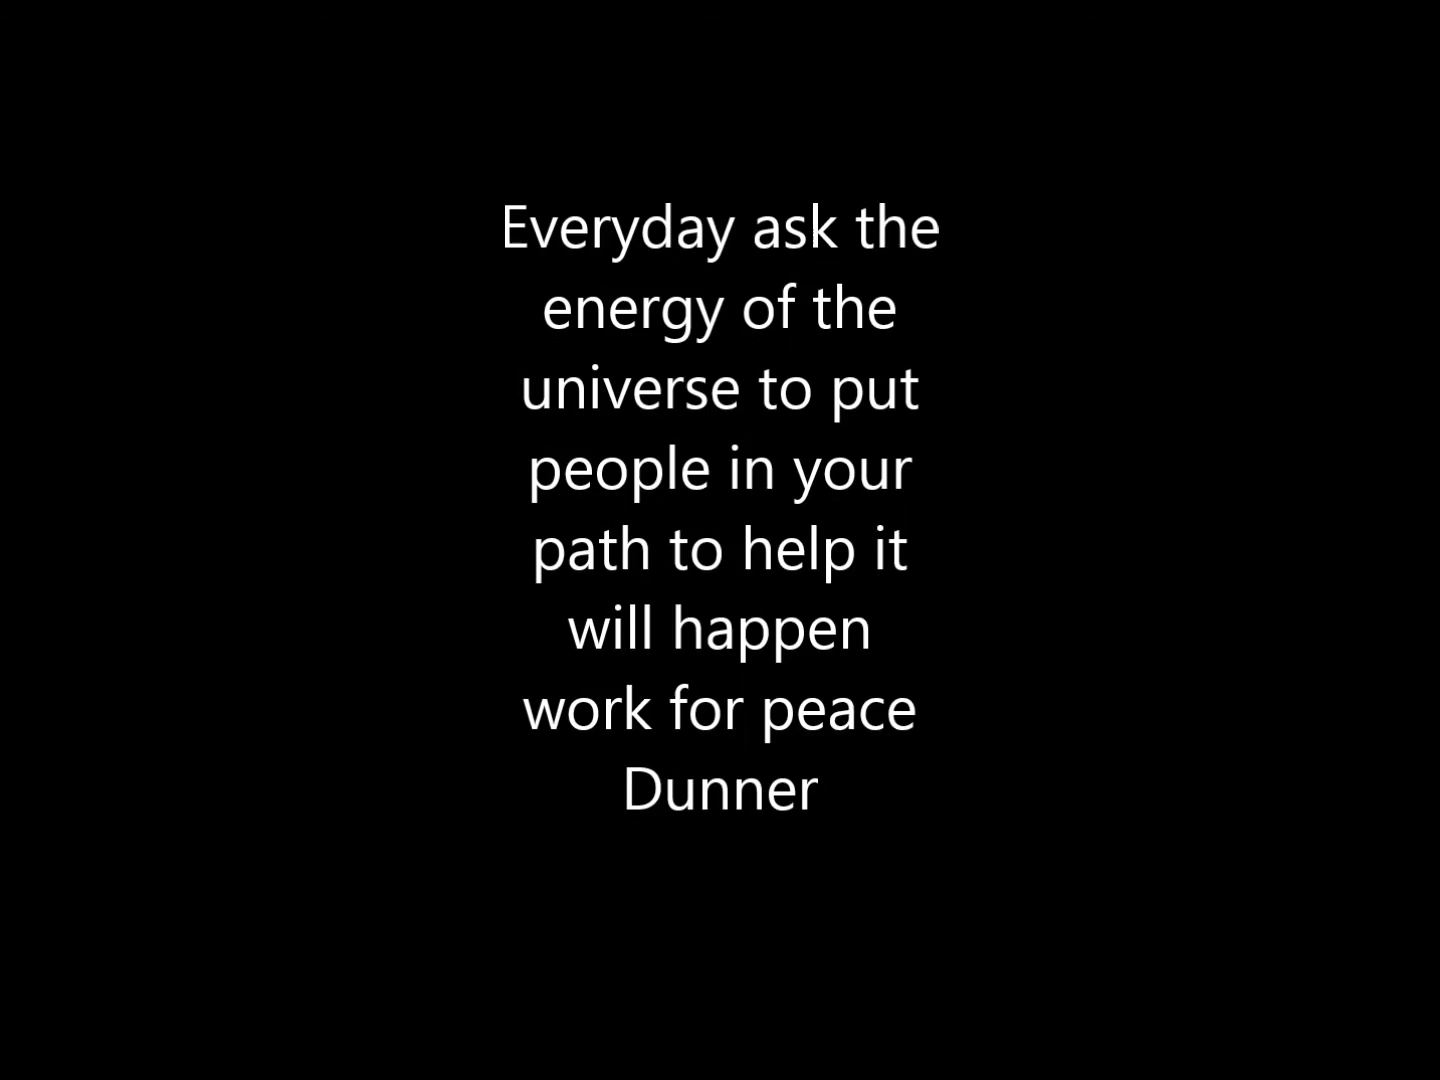 Everyday ask the
energy of the
universe to put
people in your
path to help it
will happen
work for peace
Dunner